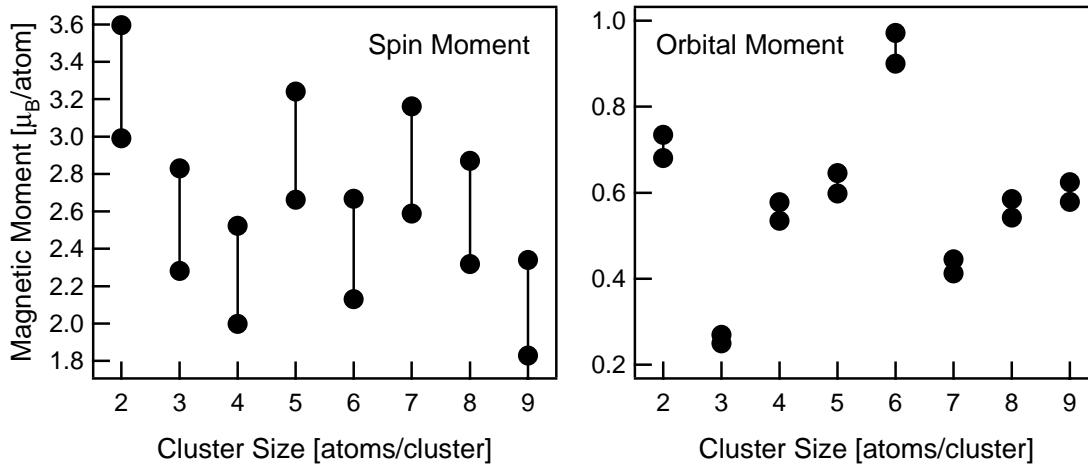 Spin Moment
Magnetic Moment [μB/atom]
3.6
3.4
3.2
3.0
2.8
2.6
2.4
2.2
2.0
1.8
2 3 4 5 6 7 8 9
Cluster Size [atoms/cluster]
Orbital Moment
1.0
0.8
0.6
0.4
0.2
2 3 4 5 6 7 8 9
Cluster Size [atoms/cluster]